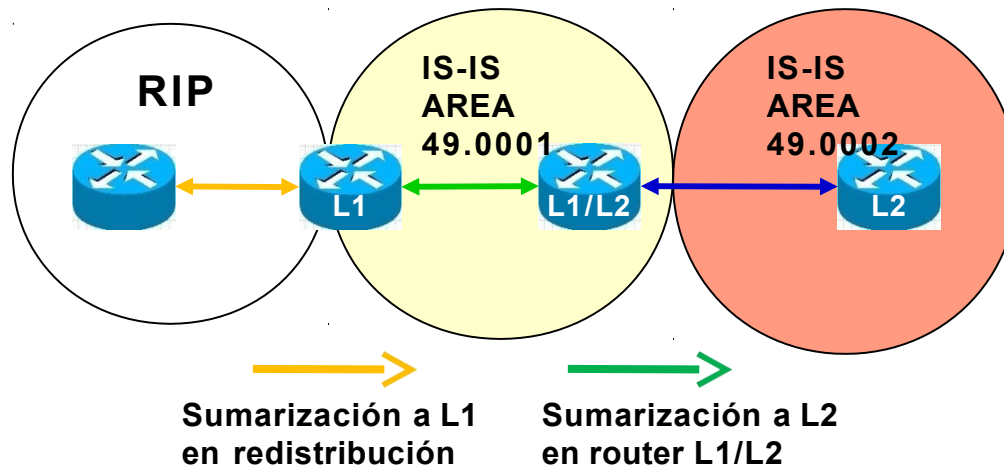 RIP
IS-IS
AREA
49.0001
IS-IS
AREA
49.0002
L1
L1/L2
L2
Sumarización a L1
en redistribución
Sumarización a L2
en router L1/L2